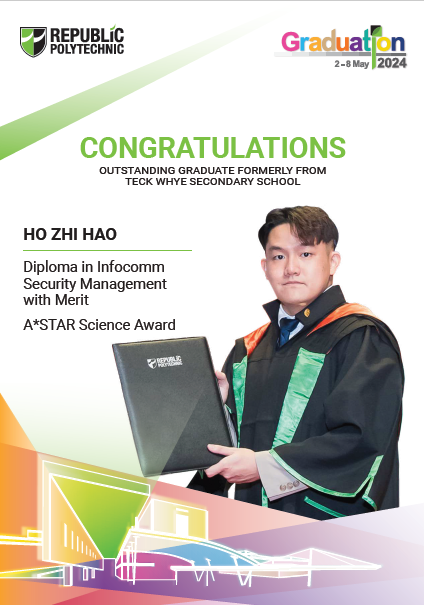 REPUBLIC
POLYTECHNIC
Graduation
2 – 8 May 2024
CONGRATULATIONS
OUTSTANDING GRADUATE FORMERLY FROM
TECK WHYE SECONDARY SCHOOL
HO ZHI HAO
Diploma in Infocomm
Security Management
with Merit
A*STAR Science Award
REPUBLIC
POLYTECHNIC